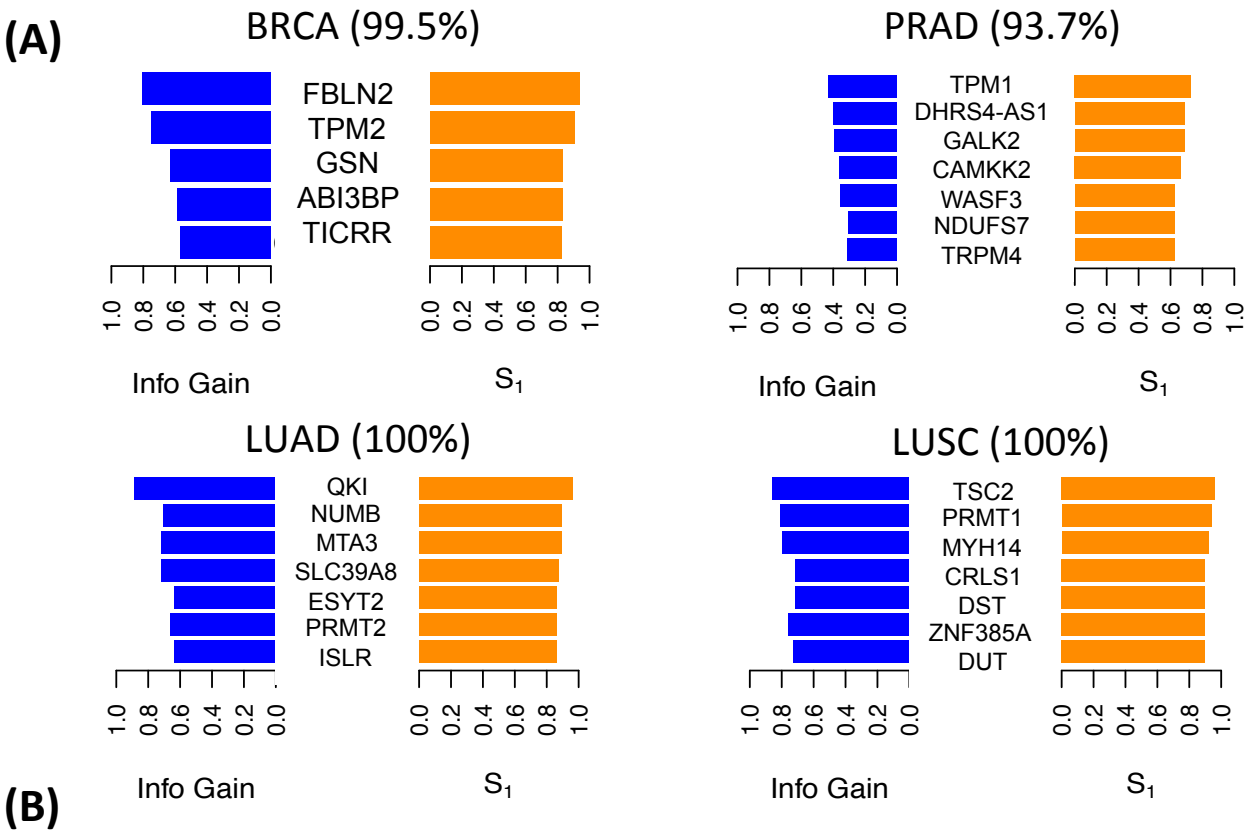 (A)
BRCA (99.5%)
FBLN2
TPM2
GSN
ABI3BP
TICRR
1.0 0.8 0.6 0.4 0.2 0.0
0.0 0.2 0.4 0.6 0.8 1.0
Info Gain
S₁
PRAD (93.7%)
TPM1
DHRS4-AS1
GALK2
CAMKK2
WASF3
NDUFS7
TRPM4
1.0 0.8 0.6 0.4 0.2 0.0
0.0 0.2 0.4 0.6 0.8 1.0
Info Gain
S₁
LUAD (100%)
QKI
NUMB
MTA3
SLC39A8
ESYT2
PRMT2
ISLR
1.0 0.8 0.6 0.4 0.2 0.0
0.0 0.2 0.4 0.6 0.8 1.0
Info Gain
S₁
LUSC (100%)
TSC2
PRMT1
MYH14
CRLS1
DST
ZNF385A
DUT
1.0 0.8 0.6 0.4 0.2 0.0
0.0 0.2 0.4 0.6 0.8 1.0
Info Gain
S₁
(B)